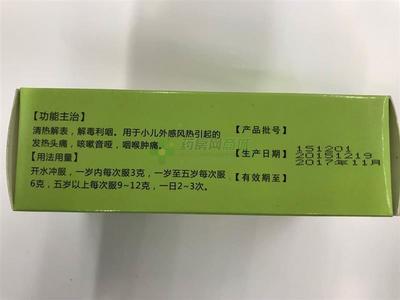 【功能主治】
清热解表，解毒利咽。用于小儿外感风热引起的
发热头痛，咳嗽音哑，咽喉肿痛。
【用法用量】
开水冲服，一岁内每次服3克，一岁至五岁每次服
6克，五岁以上每次服9~12克，一日2~3次。
【产品批号】 151201
【生产日期】 20151219
【有效期至】 2017年11月